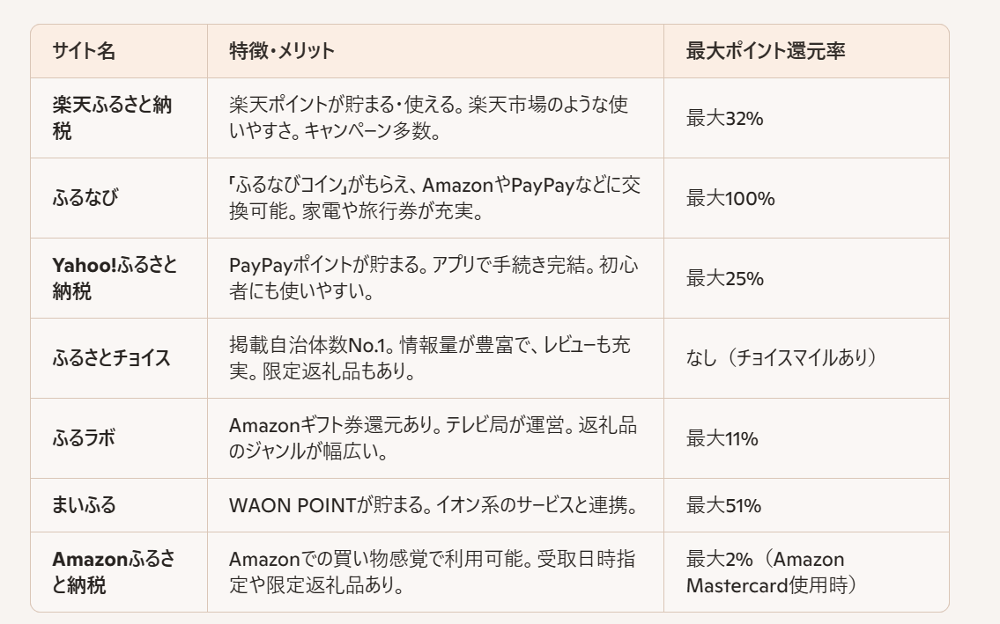 サイト名
特徴・メリット
最大ポイント還元率
楽天ふるさと納
税
楽天ポイントが貯まる・使える。楽天市場のような使
いやすさ。キャンペーン多数。
最大32%
ふるなび
「ふるなびコイン」がもらえ、AmazonやPayPayなどに交
換可能。家電や旅行券が充実。
最大100%
Yahoo!ふるさと
納税
PayPayポイントが貯まる。アプリで手続き完結。初心
者にも使いやすい。
最大25%
ふるさとチョイス
掲載自治体数No.1。情報量が豊富で、レビューも充
実。限定返礼品もあり。
なし（チョイスマイルあり）
ふるラボ
Amazonギフト券還元あり。テレビ局が運営。返礼品
のジャンルが幅広い。
最大11%
まいふる
WAON POINTが貯まる。イオン系のサービスと連携。
最大51%
Amazonふるさ
と納税
Amazonでの買い物感覚で利用可能。受取日時指
定や限定返礼品あり。
最大2%（Amazon
Mastercard使用時）